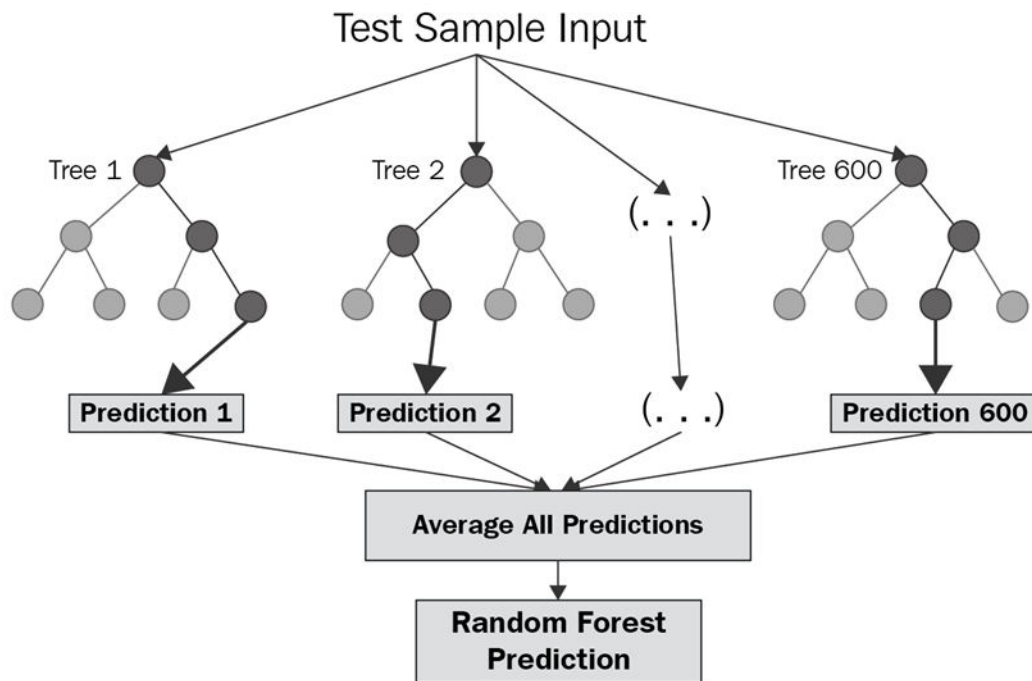 Test Sample Input
Tree 1
Tree 2
Tree 600
(. . .)
(. . .)
Prediction 1
Prediction 2
Prediction 600
Average All Predictions
Random Forest
Prediction